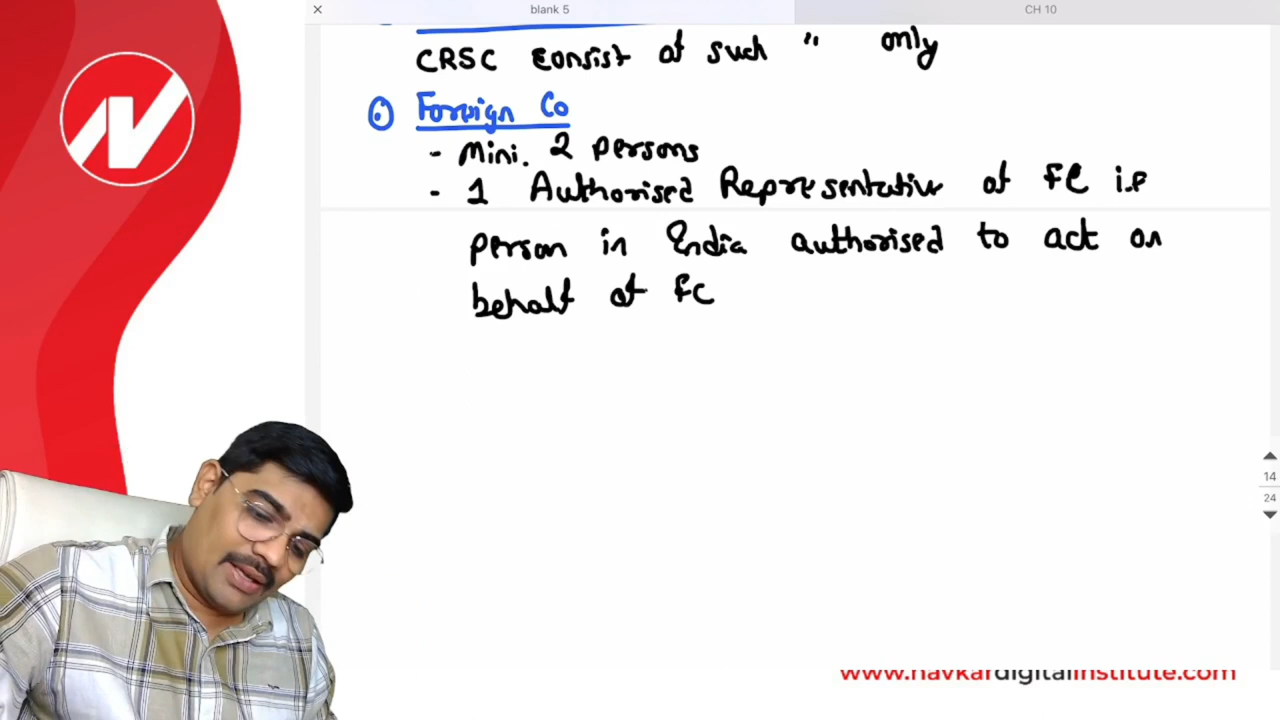 blank 5
CH 10
CRSC consist of such " only
Foreign Co
- Mini. 2 persons
- 1 Authorised Representative of FC i.e
person in India authorised to act on
behalf of FC
14
24
www.navkardigitalinstitute.com